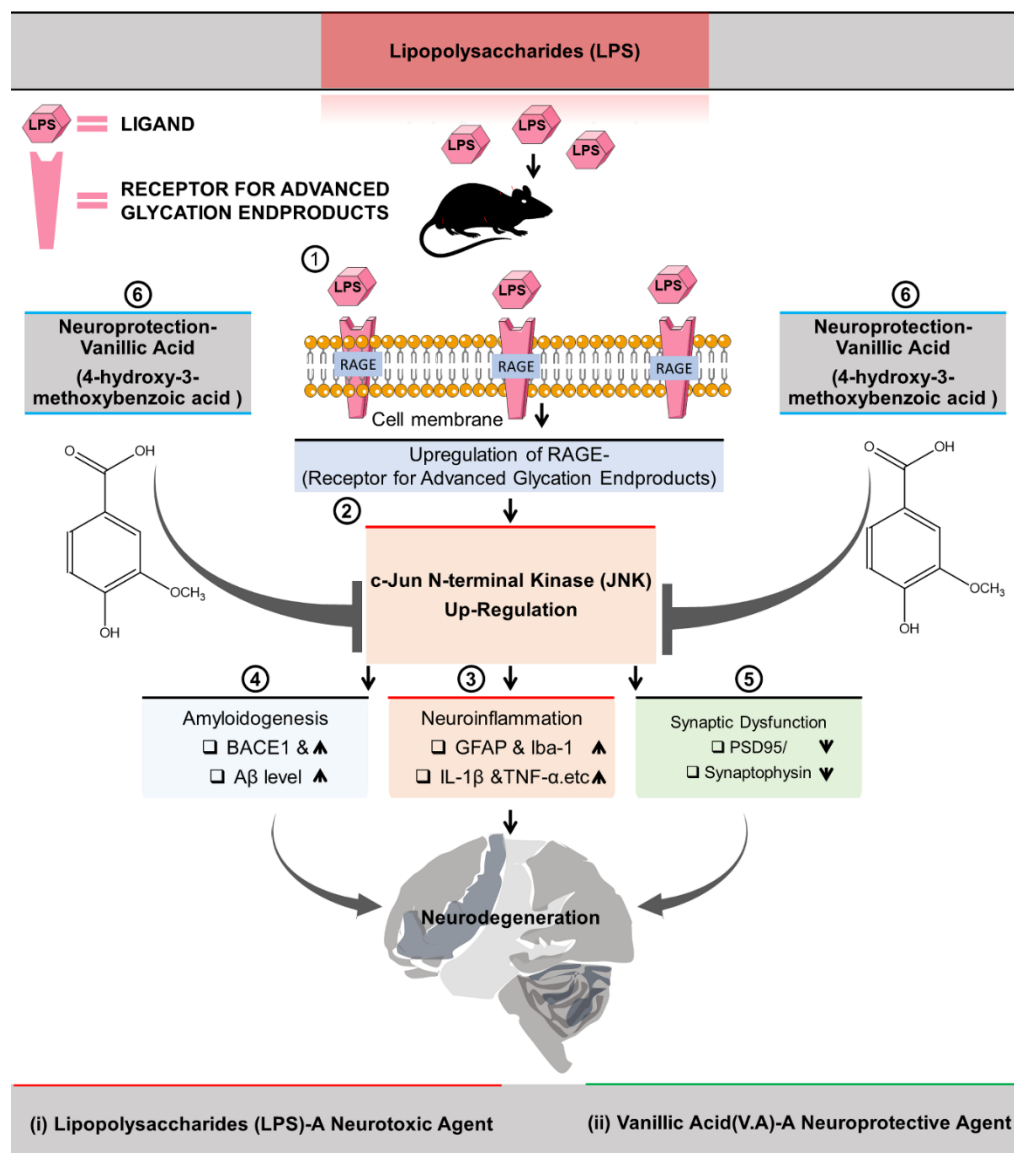 Lipopolysaccharides (LPS)
LPS
LIGAND
LPS
LPS
LPS
RECEPTOR FOR ADVANCED
GLYCATION ENDPRODUCTS
1
LPS
LPS
LPS
RAGE
RAGE
RAGE
Cell membrane
6
Neuroprotection-
Vanillic Acid
(4-hydroxy-3-
methoxybenzoic acid )
O
OH
OCH3
OH
6
Neuroprotection-
Vanillic Acid
(4-hydroxy-3-
methoxybenzoic acid )
O
OH
OCH3
OH
Upregulation of RAGE-
(Receptor for Advanced Glycation Endproducts)
2
c-Jun N-terminal Kinase (JNK)
Up-Regulation
4
Amyloidogenesis
BACE1 &
Aβ level
3
Neuroinflammation
GFAP & Iba-1
IL-1β &TNF-α.etc
5
Synaptic Dysfunction
PSD95/
Synaptophysin
Neurodegeneration
(i) Lipopolysaccharides (LPS)-A Neurotoxic Agent
(ii) Vanillic Acid(V.A)-A Neuroprotective Agent